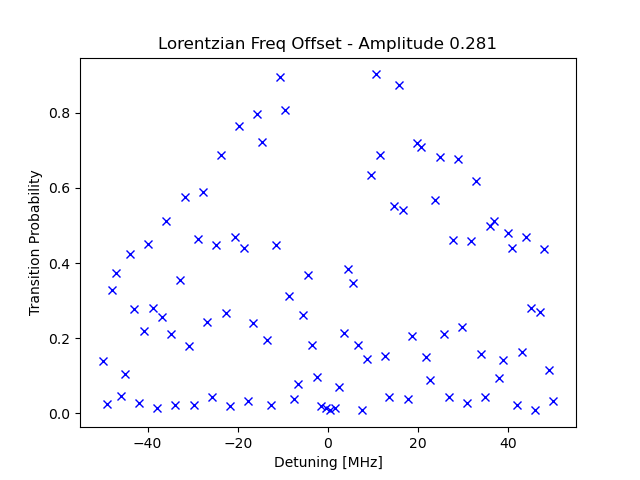 Lorentzian Freq Offset - Amplitude 0.281
Transition Probability
0.8
0.6
0.4
0.2
0.0
−40 −20 0 20 40
Detuning [MHz]